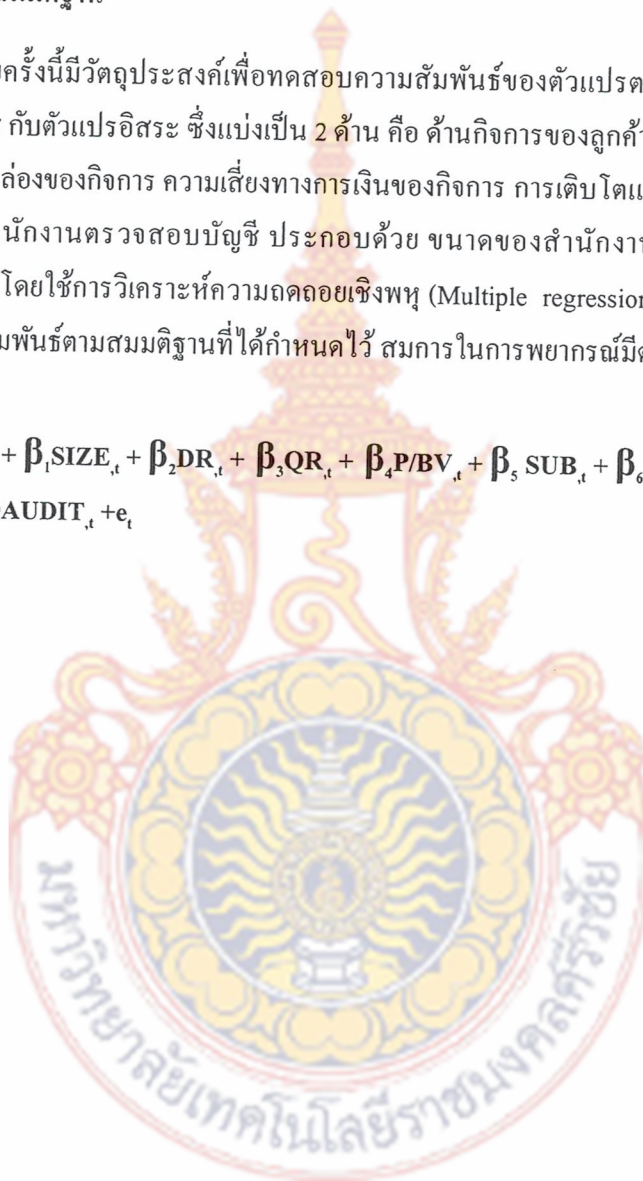 ครั้งนี้มีวัตถุประสงค์เพื่อทดสอบความสัมพันธ์ของตัวแปรต
กับตัวแปรอิสระ ซึ่งแบ่งเป็น 2 ด้าน คือ ด้านกิจการของลูกค้า
ล่องของกิจการ ความเสี่ยงทางการเงินของกิจการ การเติบโตแ
นักงานตรวจสอบบัญชี ประกอบด้วย ขนาดของสำนักงาน
โดยใช้การวิเคราะห์ความถดถอยเชิงพหุ (Multiple regression
มพันธ์ตามสมมติฐานที่ได้กำหนดไว้ สมการในการพยากรณ์มีด
+ β₁SIZE,t + β₂DR,t + β₃QR,t + β₄P/BV,t + β₅ SUB,t + β₆
AUDIT,t +et
มหาวิทยาลัยเทคโนโลยีราชมงคลศรีวิชัย